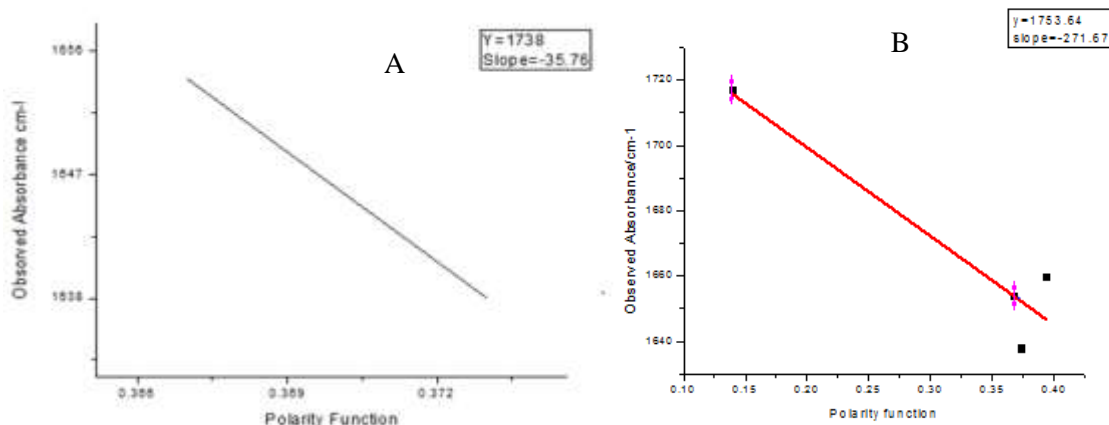 A
Y=1738
Slope=-35.76
1656
1647
1538
0.366
0.369
0.372
Obsorved Absorbance cm-l
Polarity Function
B
y=1753.64
slope=-271.67
1720
1700
1680
1660
1640
0.10 0.15 0.20 0.25 0.30 0.35 0.40
Observed Absorbance/cm-1
Polarity function